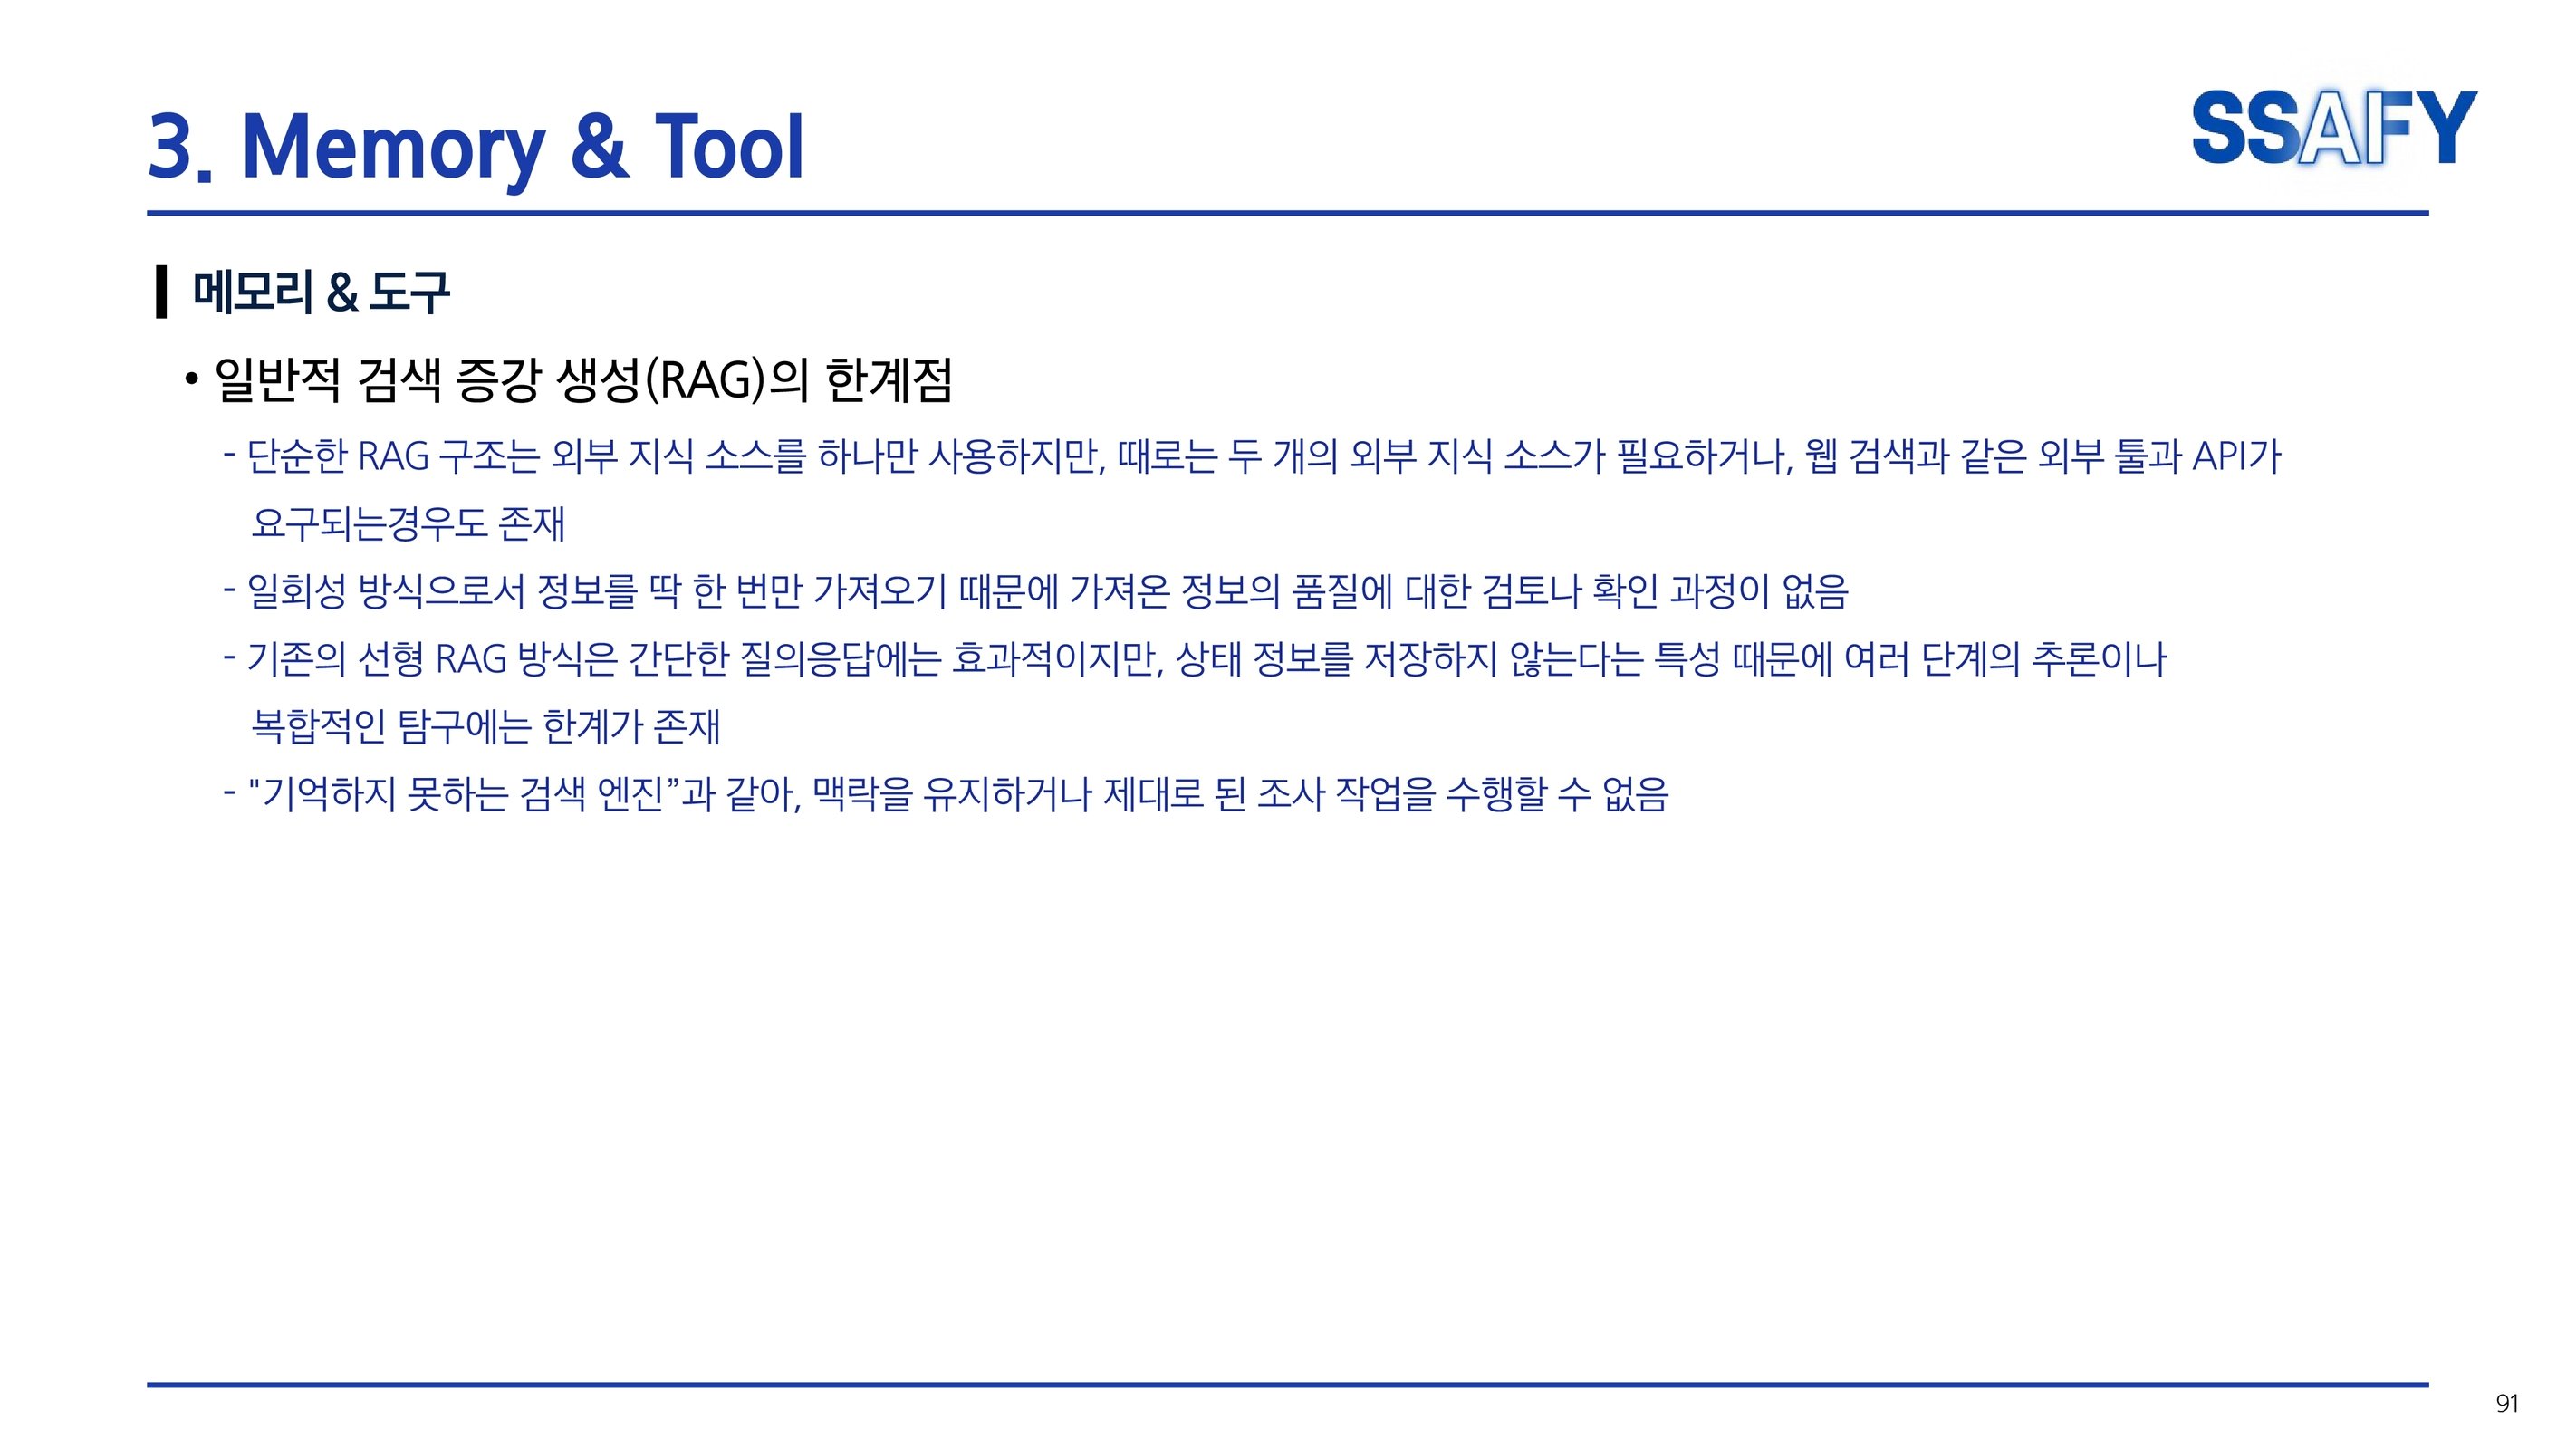 3. Memory & Tool
SSAFY
메모리 & 도구
• 일반적 검색 증강 생성(RAG)의 한계점
- 단순한 RAG 구조는 외부 지식 소스를 하나만 사용하지만, 때로는 두 개의 외부 지식 소스가 필요하거나, 웹 검색과 같은 외부 툴과 API가
요구되는경우도 존재
- 일회성 방식으로서 정보를 딱 한 번만 가져오기 때문에 가져온 정보의 품질에 대한 검토나 확인 과정이 없음
- 기존의 선형 RAG 방식은 간단한 질의응답에는 효과적이지만, 상태 정보를 저장하지 않는다는 특성 때문에 여러 단계의 추론이나
복합적인 탐구에는 한계가 존재
- "기억하지 못하는 검색 엔진”과 같아, 맥락을 유지하거나 제대로 된 조사 작업을 수행할 수 없음
91